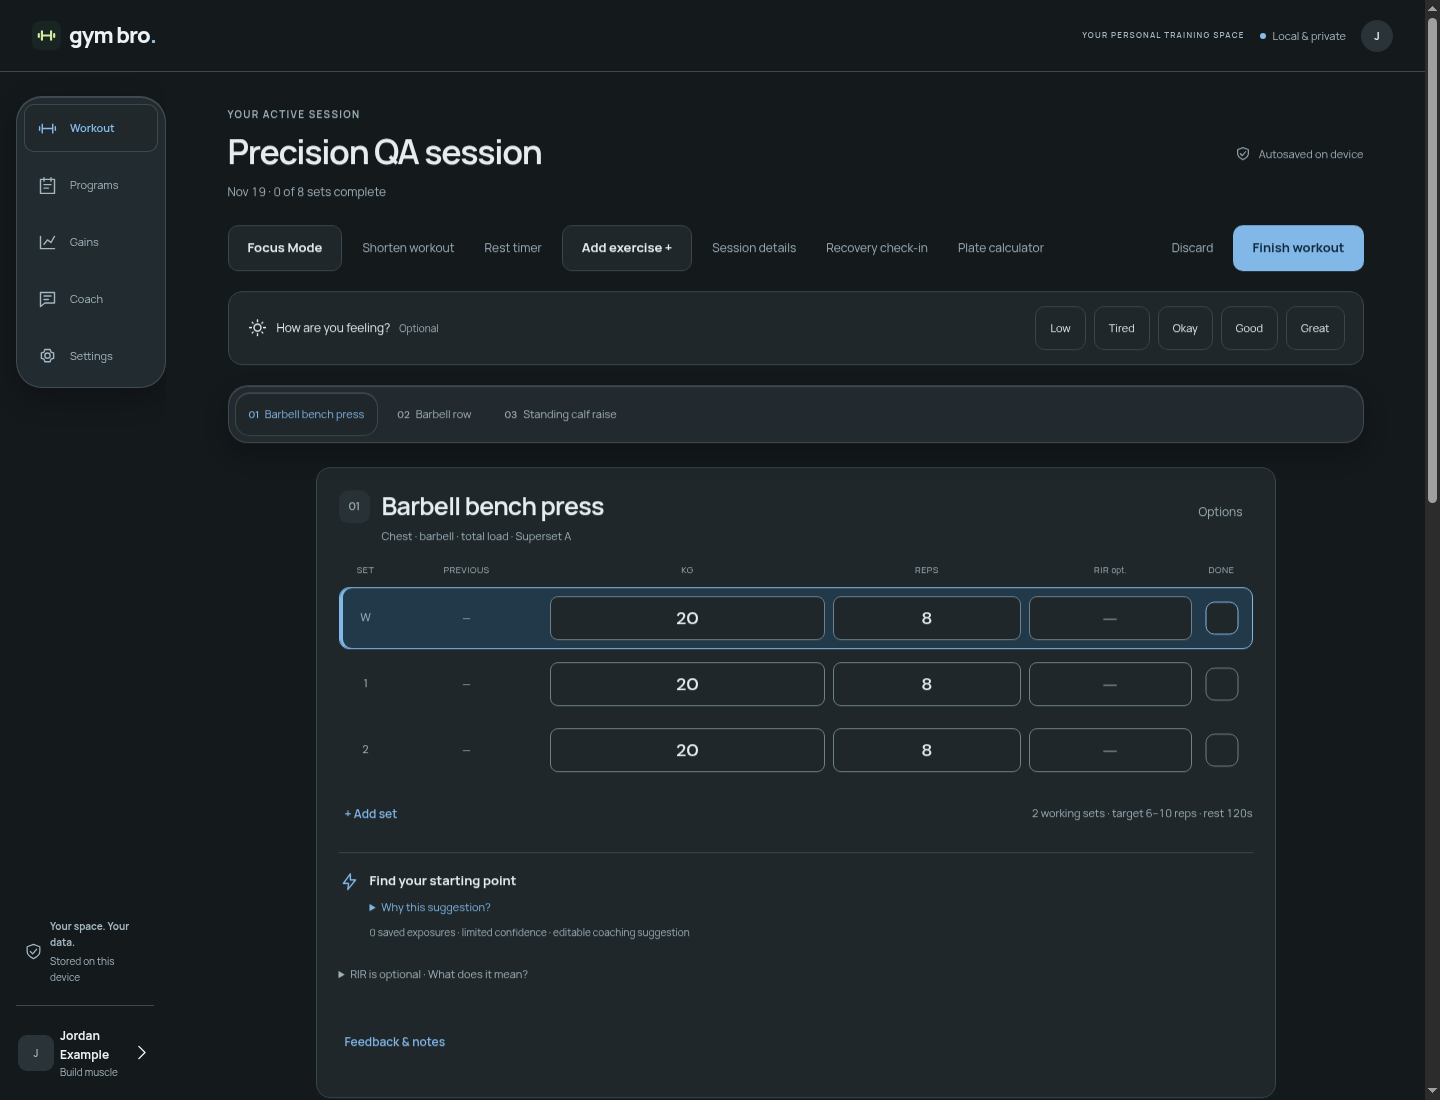 gym bro.
YOUR PERSONAL TRAINING SPACE
Local & private
J
Workout
Programs
Gains
Coach
Settings
YOUR ACTIVE SESSION
Precision QA session
Nov 19 · 0 of 8 sets complete
Autosaved on device
Focus Mode
Shorten workout
Rest timer
Add exercise +
Session details
Recovery check-in
Plate calculator
Discard
Finish workout
How are you feeling? Optional
Low
Tired
Okay
Good
Great
01 Barbell bench press
02 Barbell row
03 Standing calf raise
01
Barbell bench press
Chest · barbell · total load · Superset A
Options
SET PREVIOUS KG REPS RIR opt. DONE
W – 20 8 —
1 – 20 8 —
2 – 20 8 —
+ Add set
2 working sets · target 6–10 reps · rest 120s
Find your starting point
Why this suggestion?
0 saved exposures · limited confidence · editable coaching suggestion
RIR is optional · What does it mean?
Feedback & notes
Your space. Your
data.
Stored on this
device
J
Jordan
Example
Build muscle